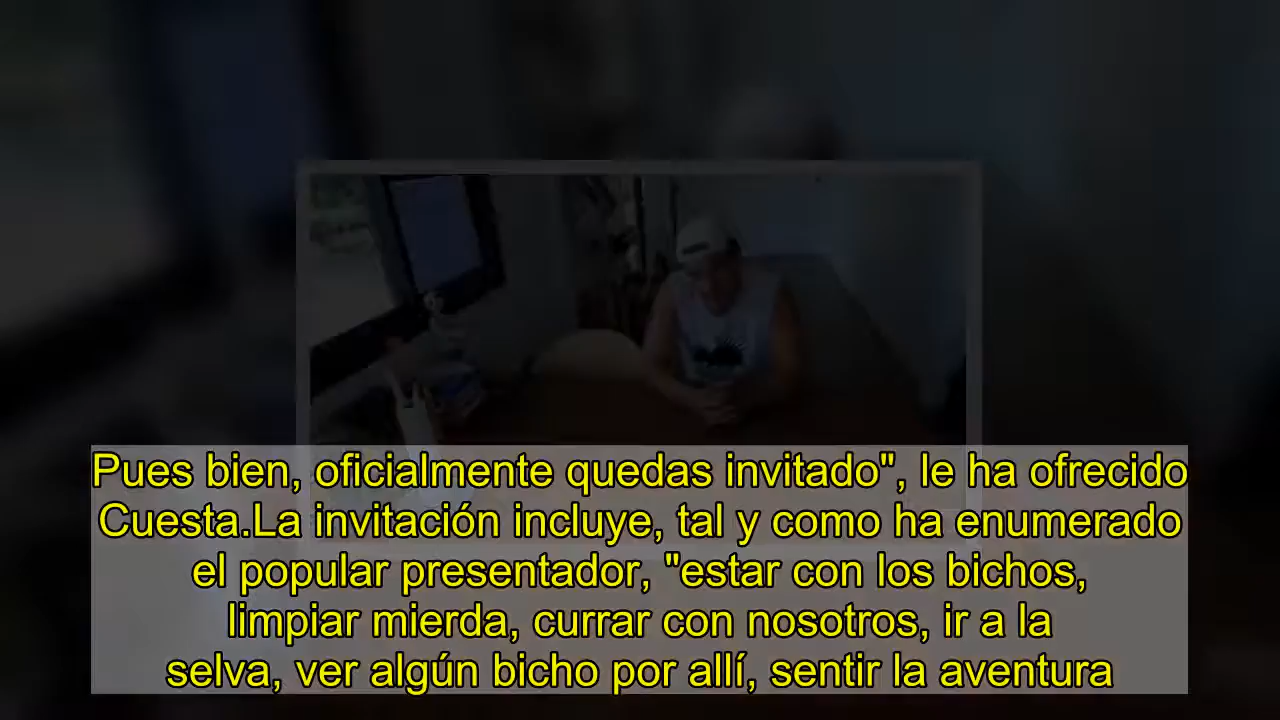 Pues bien, oficialmente quedas invitado", le ha ofrecido
Cuesta.La invitación incluye, tal y como ha enumerado
el popular presentador, "estar con los bichos,
limpiar mierda, currar con nosotros, ir a la
selva, ver algún bicho por allí, sentir la aventura